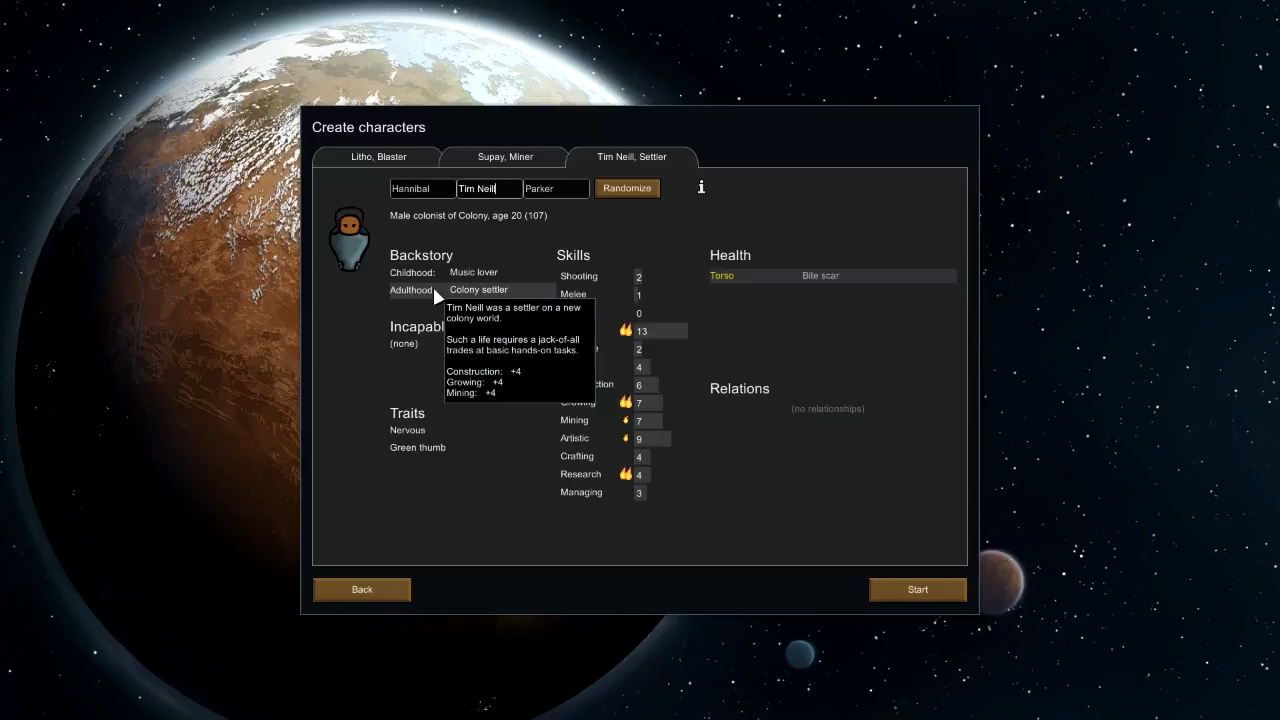 Create characters
Litho, Blaster
Supay, Miner
Tim Neill, Settler
Hannibal
Tim Neill
Parker
Randomize
Male colonist of Colony, age 20 (107)
Backstory
Childhood: Music lover
Adulthood: Colony settler
Tim Neill was a settler on a new
colony world.
Such a life requires a jack-of-all
trades at basic hands-on tasks.
Construction: +4
Growing: +4
Mining: +4
Incapabl
(none)
Traits
Nervous
Green thumb
Skills
Shooting 2
Melee 1
0
13
2
4
ction 6
Growing 7
Mining 7
Artistic 9
Crafting 4
Research 4
Managing 3
Health
Torso Bite scar
Relations
(no relationships)
Back
Start